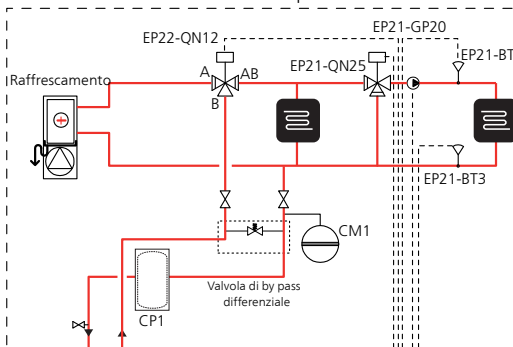 EP21-GP20
EP22-QN12
A
AB
EP21-QN25
EP21-BT
Raffrescamento
B
EP21-BT3
CM1
Valvola di by pass
differenziale
CP1